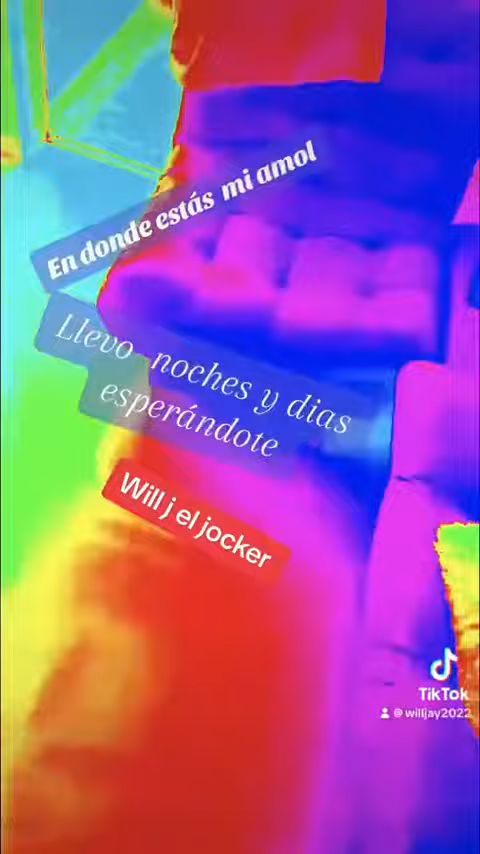 En donde estás mi amol
Llevo noches y dias
esperándote
Will j el jocker
TikTok
@willjay2022